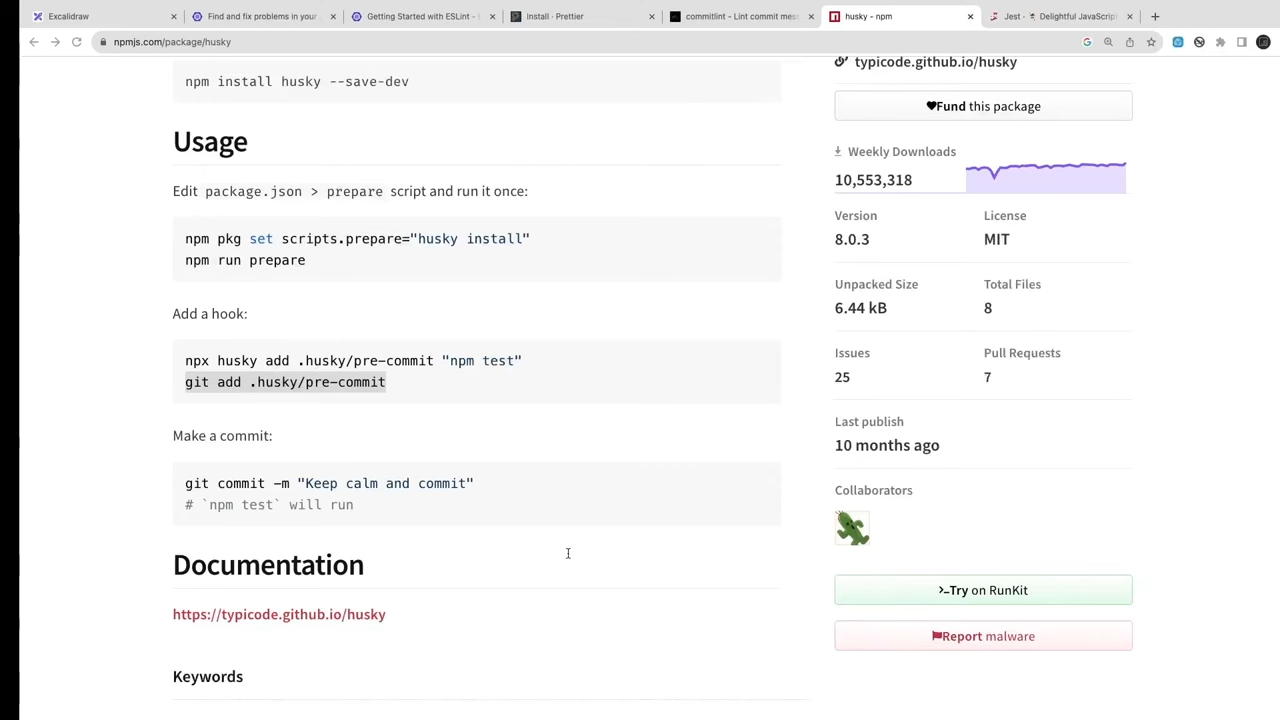 Excalidraw
Find and fix problems in your
Getting Started with ESLint -
Install · Prettier
commitlint - Lint commit mes
husky - npm
Jest · 🃏 Delightful JavaScrip
npmjs.com/package/husky
npm install husky --save-dev
Usage
Edit package.json > prepare script and run it once:
npm pkg set scripts.prepare="husky install"
npm run prepare
Add a hook:
npx husky add .husky/pre-commit "npm test"
git add .husky/pre-commit
Make a commit:
git commit -m "Keep calm and commit"
# `npm test` will run
Documentation
https://typicode.github.io/husky
Keywords
typicode.github.io/husky
Fund this package
Weekly Downloads
10,553,318
Version
License
8.0.3
MIT
Unpacked Size
Total Files
6.44 kB
8
Issues
Pull Requests
25
7
Last publish
10 months ago
Collaborators
Try on RunKit
Report malware